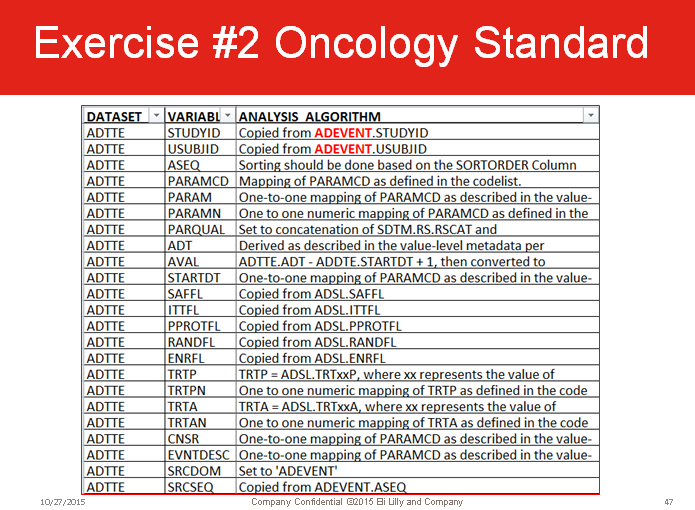 Exercise #2 Oncology Standard
DATASET VARIABL ANALYSIS_ALGORITHM
ADTTE STUDYID Copied from ADEVENT.STUDYID
ADTTE USUBJID Copied from ADEVENT.USUBJID
ADTTE ASEQ Sorting should be done based on the SORTORDER Column
ADTTE PARAMCD Mapping of PARAMCD as defined in the codelist.
ADTTE PARAM One-to-one mapping of PARAMCD as described in the value-
ADTTE PARAMN One to one numeric mapping of PARAMCD as defined in the
ADTTE PARQUAL Set to concatenation of SDTM.RS.RSCAT and
ADTTE ADT Derived as described in the value-level metadata per
ADTTE AVAL ADTTE.ADT - ADDTE.STARTDT + 1, then converted to
ADTTE STARTDT One-to-one mapping of PARAMCD as described in the value-
ADTTE SAFFL Copied from ADSL.SAFFL
ADTTE ITTFL Copied from ADSL.ITTFL
ADTTE PPROTFL Copied from ADSL.PPROTFL
ADTTE RANDFL Copied from ADSL.RANDFL
ADTTE ENRFL Copied from ADSL.ENRFL
ADTTE TRTP TRTP = ADSL.TRTxxP, where xx represents the value of
ADTTE TRTPN One to one numeric mapping of TRTP as defined in the code
ADTTE TRTA TRTA = ADSL.TRTxxA, where xx represents the value of
ADTTE TRTAN One to one numeric mapping of TRTA as defined in the code
ADTTE CNSR One-to-one mapping of PARAMCD as described in the value-
ADTTE EVNTDESC One-to-one mapping of PARAMCD as described in the value-
ADTTE SRCDOM Set to 'ADEVENT'
ADTTE SRCSEQ Copied from ADEVENT.ASEQ
10/27/2015 Company Confidential ©2015 Eli Lilly and Company 47